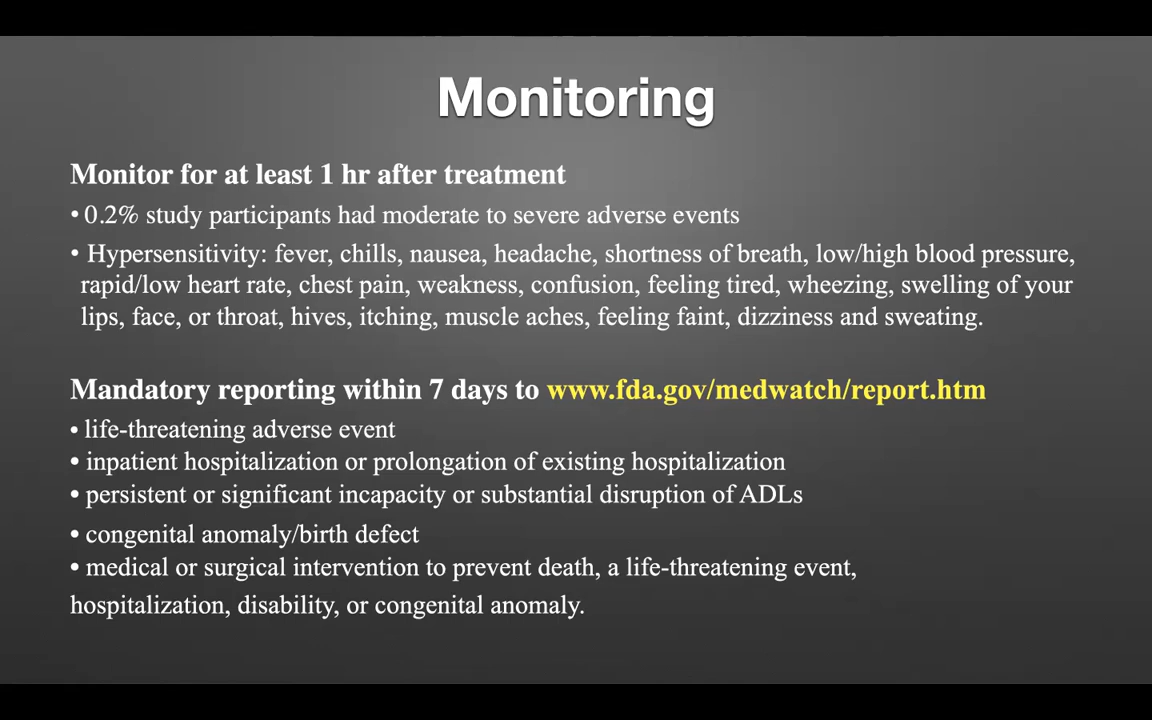 Monitoring
Monitor for at least 1 hr after treatment
• 0.2% study participants had moderate to severe adverse events
• Hypersensitivity: fever, chills, nausea, headache, shortness of breath, low/high blood pressure,
rapid/low heart rate, chest pain, weakness, confusion, feeling tired, wheezing, swelling of your
lips, face, or throat, hives, itching, muscle aches, feeling faint, dizziness and sweating.
Mandatory reporting within 7 days to www.fda.gov/medwatch/report.htm
• life-threatening adverse event
• inpatient hospitalization or prolongation of existing hospitalization
• persistent or significant incapacity or substantial disruption of ADLs
• congenital anomaly/birth defect
• medical or surgical intervention to prevent death, a life-threatening event,
hospitalization, disability, or congenital anomaly.